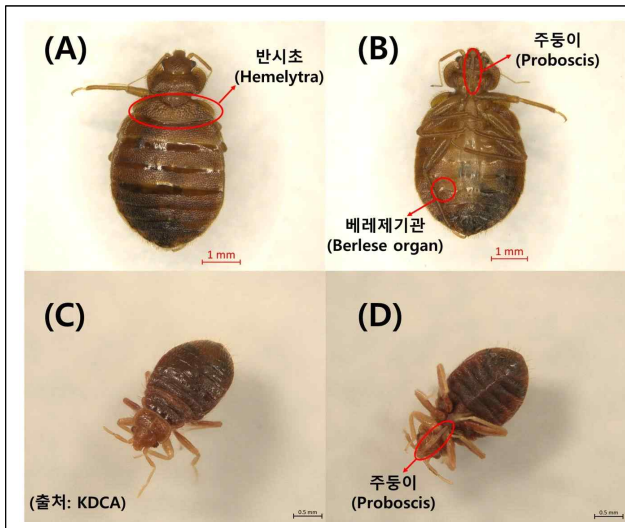 (A)
반시초
(Hemelytra)
1 mm
(B)
주둥이
(Proboscis)
베레제기관
(Berlese organ)
1 mm
(C)
(출처: KDCA)
0.5 mm
(D)
주둥이
(Proboscis)
0.5 mm